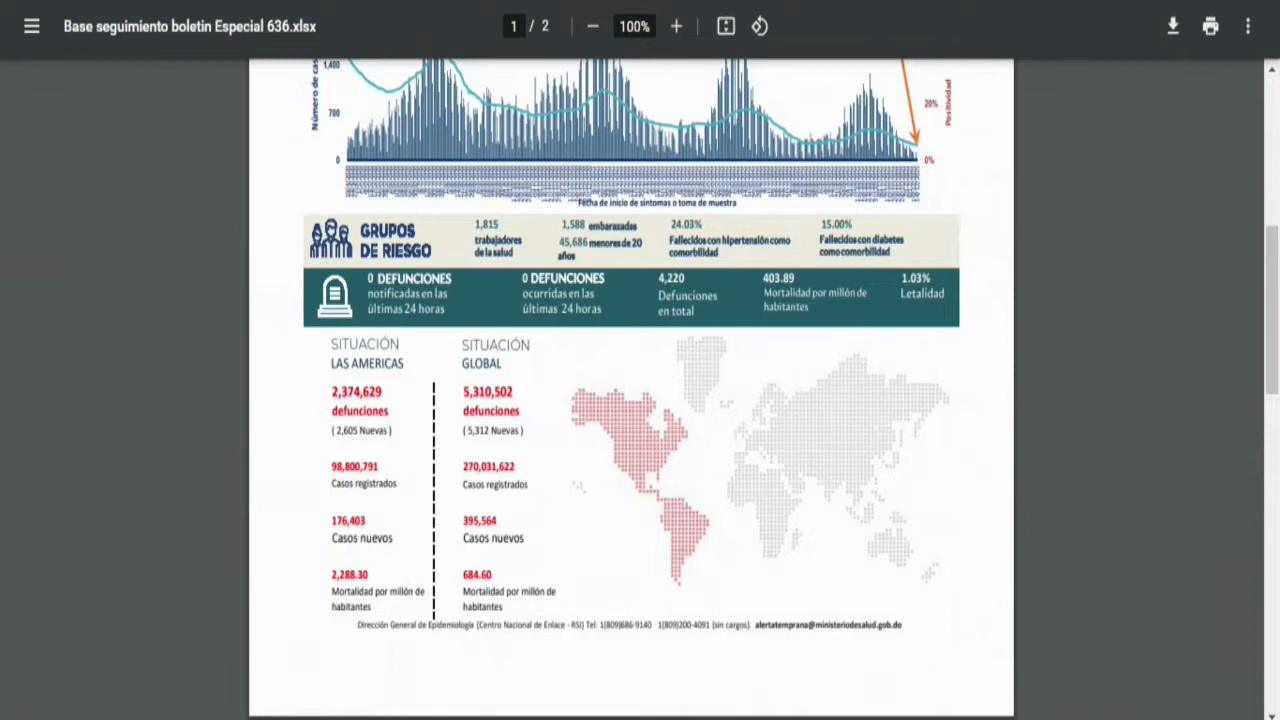 Base seguimiento boletin Especial 636.xlsx
1 / 2
100%
1,400
700
0
20%
0%
Positividad
Número de cas
Fecha de inicio de sintomas o toma de muestra
GRUPOS
DE RIESGO
1,815
trabajadores
de la salud
1,588 embarazadas
45,686 menores de 20
años
24.03%
Fallecidos con hipertensión como
comorbilidad
15.00%
Fallecidos con diabetes
como comorbilidad
0 DEFUNCIONES
notificadas en las
últimas 24 horas
0 DEFUNCIONES
ocurridas en las
últimas 24 horas
4,220
Defunciones
en total
403.89
Mortalidad por millón de
habitantes
1.03%
Letalidad
SITUACIÓN
LAS AMERICAS
2,374,629
defunciones
( 2,605 Nuevas )
98,800,791
Casos registrados
176,403
Casos nuevos
2,288.30
Mortalidad por millón de
habitantes
SITUACIÓN
GLOBAL
5,310,502
defunciones
( 5,312 Nuevas )
270,031,622
Casos registrados
395,564
Casos nuevos
684.60
Mortalidad por millón de
habitantes
Dirección General de Epidemiología (Centro Nacional de Enlace - RSI) Tel: 1(809)686-9140 1(809)200-4091 (sin cargos). alertatemprana@ministeriodesalud.gob.do